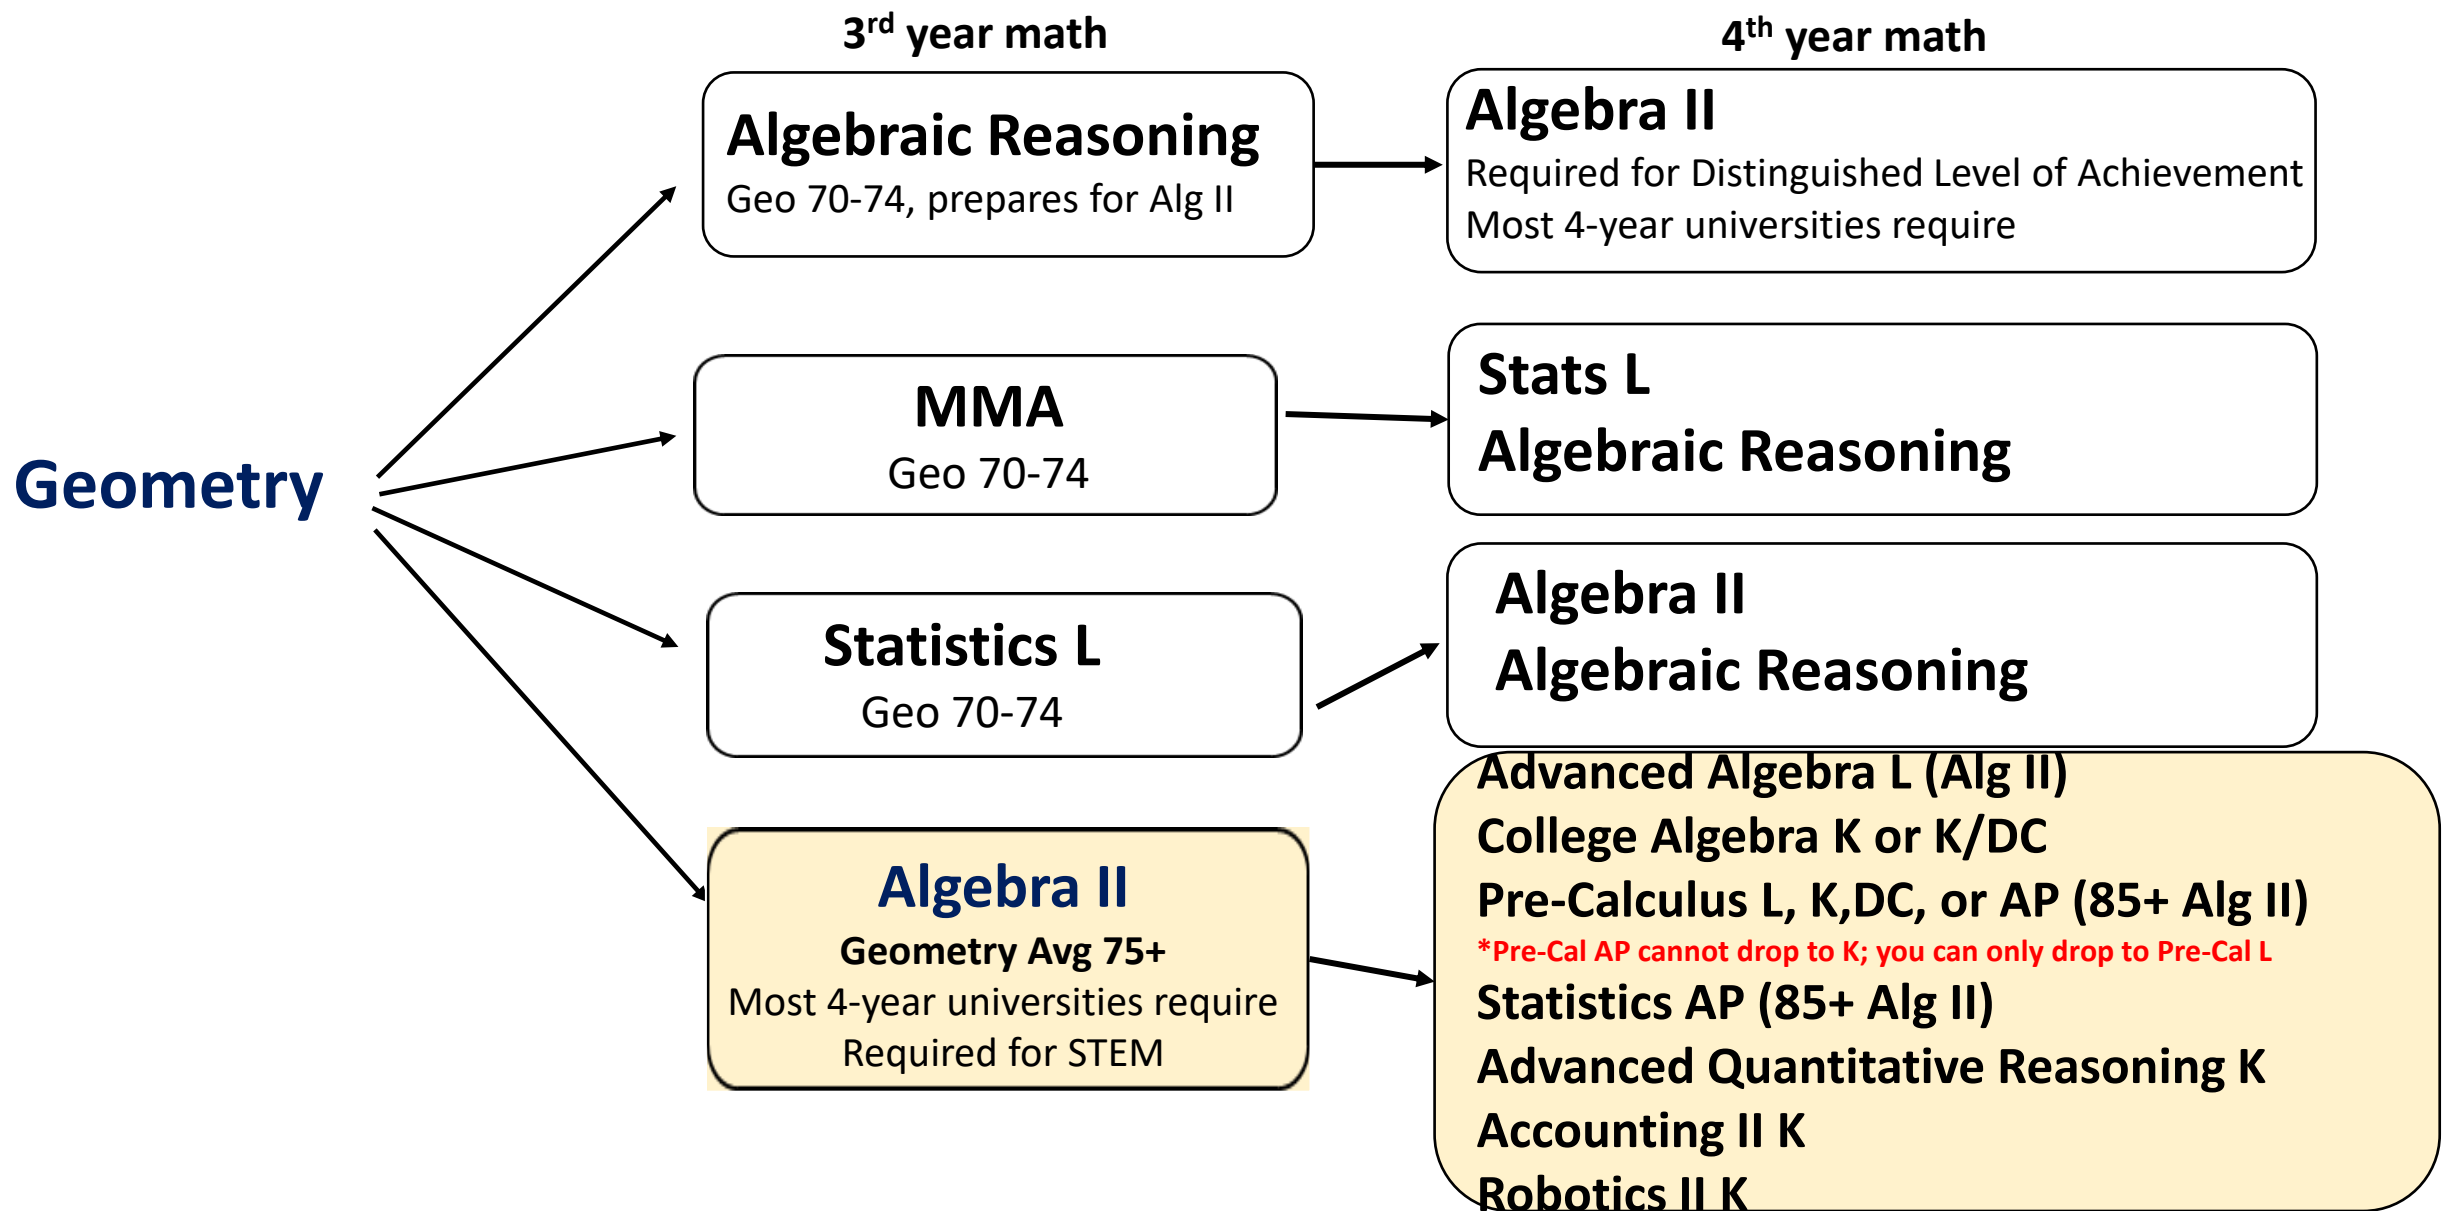 3rd year math
4th year math
Geometry
Algebraic Reasoning
Geo 70-74, prepares for Alg II
Algebra II
Required for Distinguished Level of Achievement
Most 4-year universities require
MMA
Geo 70-74
Stats L
Algebraic Reasoning
Statistics L
Geo 70-74
Algebra II
Algebraic Reasoning
Algebra II
Geometry Avg 75+
Most 4-year universities require
Required for STEM
Advanced Algebra L (Alg II)
College Algebra K or K/DC
Pre-Calculus L, K,DC, or AP (85+ Alg II)
*Pre-Cal AP cannot drop to K; you can only drop to Pre-Cal L
Statistics AP (85+ Alg II)
Advanced Quantitative Reasoning K
Accounting II K
Robotics II K